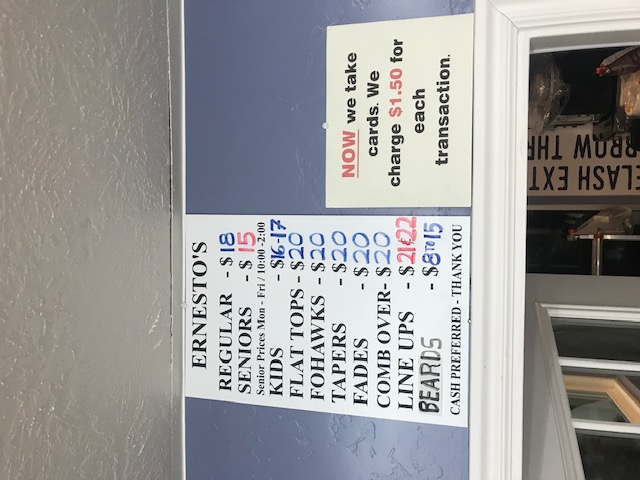 ERNESTO'S
REGULAR - $18
SENIORS - $15
Senior Prices Mon - Fri / 10:00 -2:00
KIDS - $16-17
FLAT TOPS - $20
FOHAWKS - $20
TAPERS - $20
FADES - $20
COMB OVER- $20
LINE UPS - $21&22
BEARDS - $8 TO 15
CASH PREFERRED - THANK YOU
NOW we take
cards. We
charge $1.50 for
each
transaction.
FLASH EXT
ROW THR